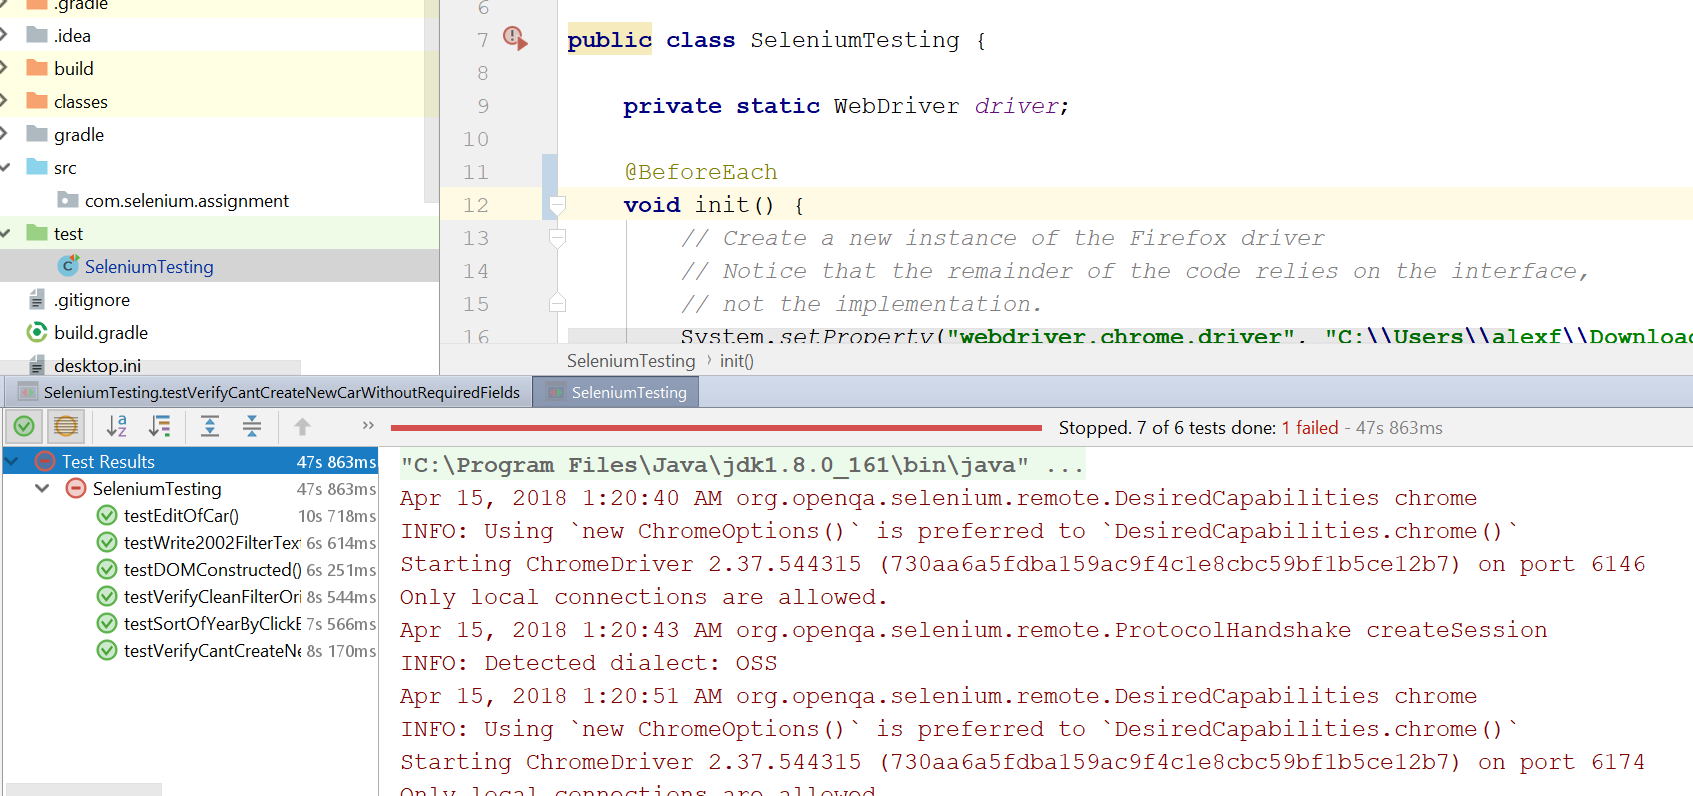 .gradle
.idea
build
classes
gradle
src
com.selenium.assignment
test
SeleniumTesting
.gitignore
build.gradle
desktop.ini
6
7 public class SeleniumTesting {
8
9 private static WebDriver driver;
10
11 @BeforeEach
12 void init() {
13 // Create a new instance of the Firefox driver
14 // Notice that the remainder of the code relies on the interface,
15 // not the implementation.
16 System.setProperty("webdriver.chrome.driver", "C:\\Users\\alexf\\Downloa
SeleniumTesting › init()
SeleniumTesting.testVerifyCantCreateNewCarWithoutRequiredFields SeleniumTesting
Stopped. 7 of 6 tests done: 1 failed - 47s 863ms
Test Results 47s 863ms
SeleniumTesting 47s 863ms
testEditOfCar() 10s 718ms
testWrite2002FilterTex 6s 614ms
testDOMConstructed() 6s 251ms
testVerifyCleanFilterOri 8s 544ms
testSortOfYearByClickE 7s 566ms
testVerifyCantCreateNe 8s 170ms
"C:\Program Files\Java\jdk1.8.0_161\bin\java" ...
Apr 15, 2018 1:20:40 AM org.openqa.selenium.remote.DesiredCapabilities chrome
INFO: Using `new ChromeOptions()` is preferred to `DesiredCapabilities.chrome()`
Starting ChromeDriver 2.37.544315 (730aa6a5fdba159ac9f4c1e8cbc59bf1b5ce12b7) on port 6146
Only local connections are allowed.
Apr 15, 2018 1:20:43 AM org.openqa.selenium.remote.ProtocolHandshake createSession
INFO: Detected dialect: OSS
Apr 15, 2018 1:20:51 AM org.openqa.selenium.remote.DesiredCapabilities chrome
INFO: Using `new ChromeOptions()` is preferred to `DesiredCapabilities.chrome()`
Starting ChromeDriver 2.37.544315 (730aa6a5fdba159ac9f4c1e8cbc59bf1b5ce12b7) on port 6174
Only local connections are allowed.